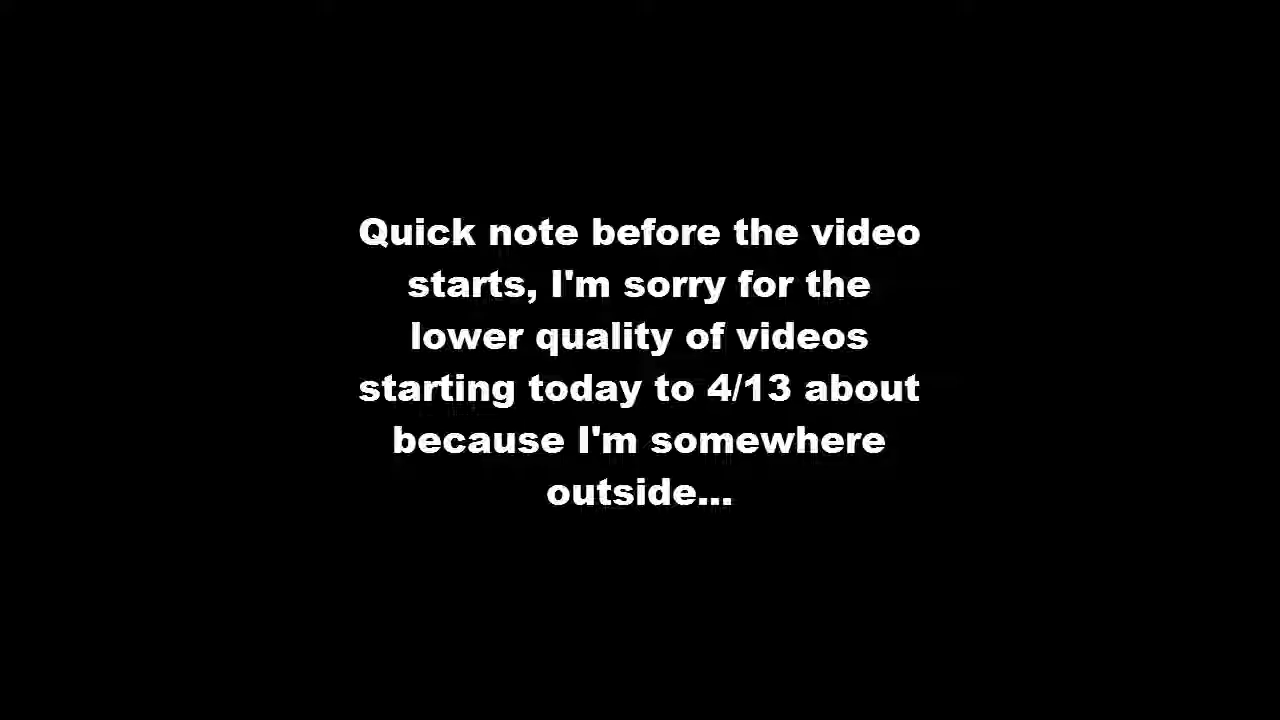 Quick note before the video
starts, I'm sorry for the
lower quality of videos
starting today to 4/13 about
because I'm somewhere
outside...